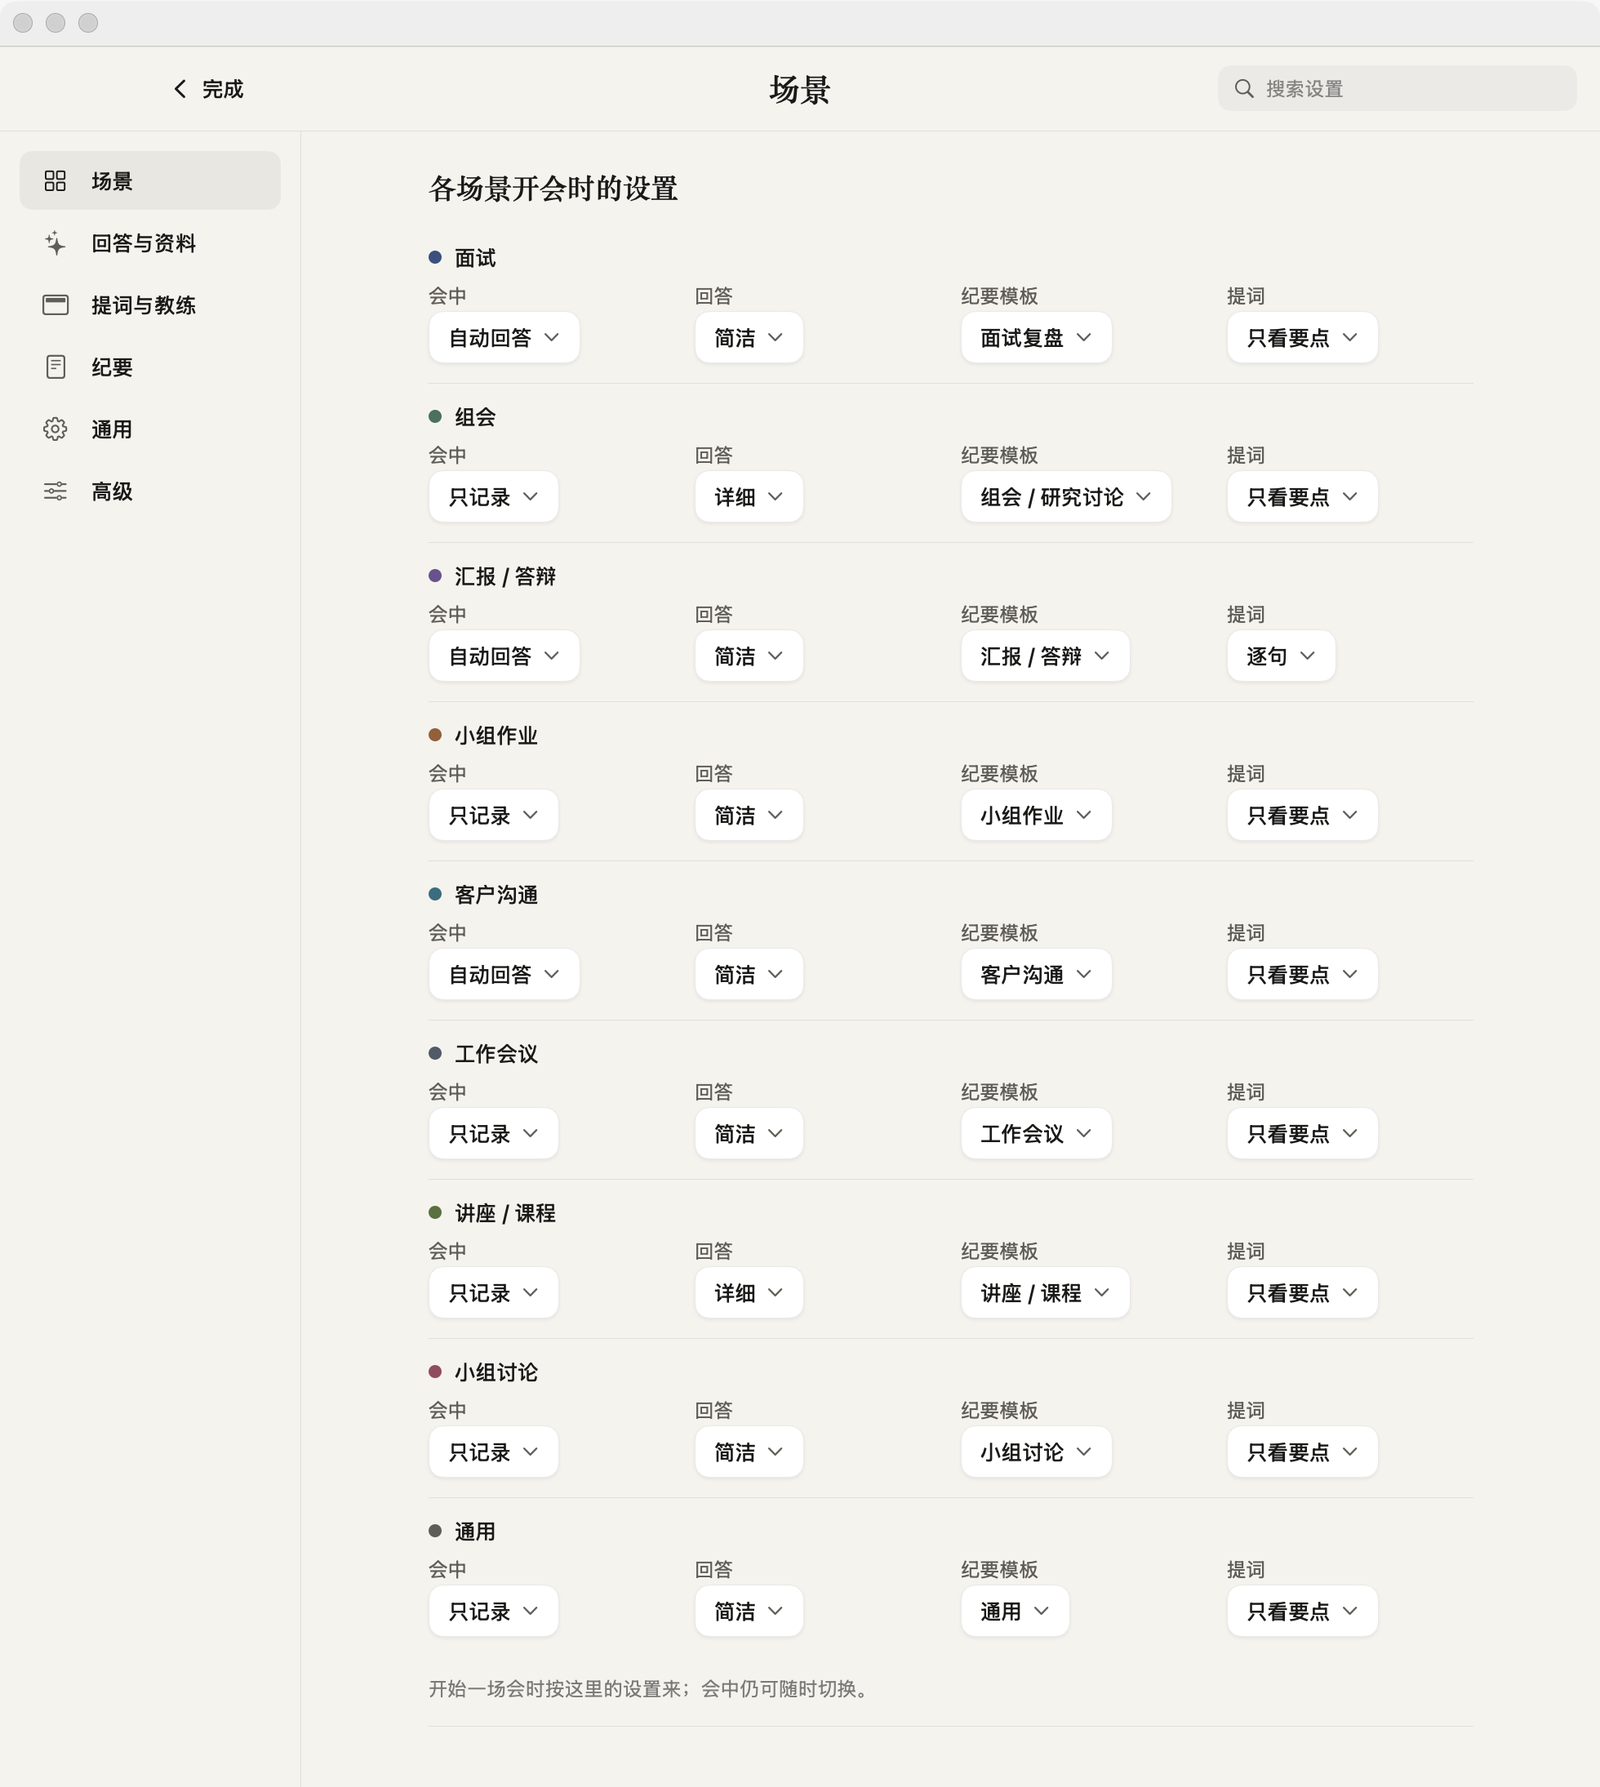 完成
场景
搜索设置
场景
回答与资料
提词与教练
纪要
通用
高级
各场景开会时的设置
面试
会中 回答 纪要模板 提词
自动回答 简洁 面试复盘 只看要点
组会
会中 回答 纪要模板 提词
只记录 详细 组会 / 研究讨论 只看要点
汇报 / 答辩
会中 回答 纪要模板 提词
自动回答 简洁 汇报 / 答辩 逐句
小组作业
会中 回答 纪要模板 提词
只记录 简洁 小组作业 只看要点
客户沟通
会中 回答 纪要模板 提词
自动回答 简洁 客户沟通 只看要点
工作会议
会中 回答 纪要模板 提词
只记录 简洁 工作会议 只看要点
讲座 / 课程
会中 回答 纪要模板 提词
只记录 详细 讲座 / 课程 只看要点
小组讨论
会中 回答 纪要模板 提词
只记录 简洁 小组讨论 只看要点
通用
会中 回答 纪要模板 提词
只记录 简洁 通用 只看要点
开始一场会时按这里的设置来；会中仍可随时切换。